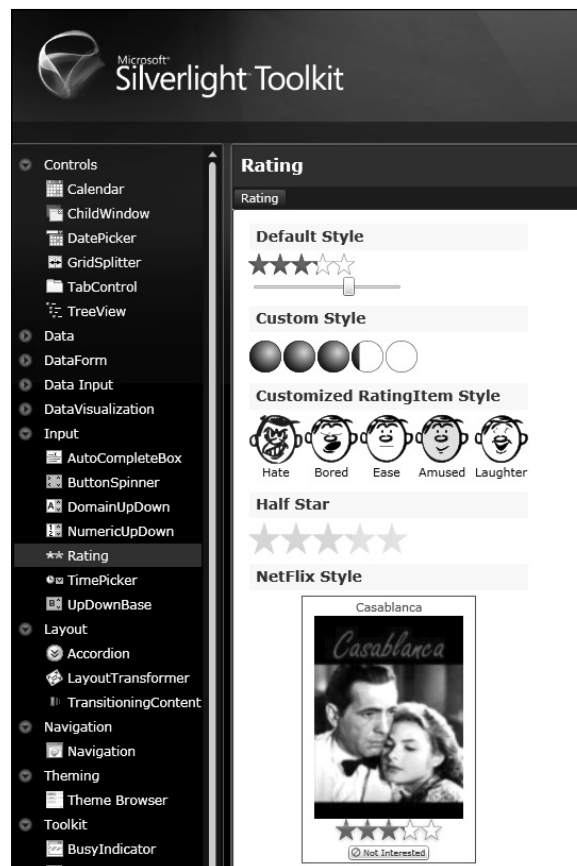 Microsoft®
Silverlight™ Toolkit
Controls
Calendar
ChildWindow
DatePicker
GridSplitter
TabControl
TreeView
Data
DataForm
Data Input
DataVisualization
Input
AutoCompleteBox
ButtonSpinner
DomainUpDown
NumericUpDown
Rating
TimePicker
UpDownBase
Layout
Accordion
LayoutTransformer
TransitioningContent
Navigation
Navigation
Theming
Theme Browser
Toolkit
BusyIndicator
Rating
Rating
Default Style
Custom Style
Customized RatingItem Style
Hate Bored Ease Amused Laughter
Half Star
NetFlix Style
Casablanca
Casablanca
Not Interested